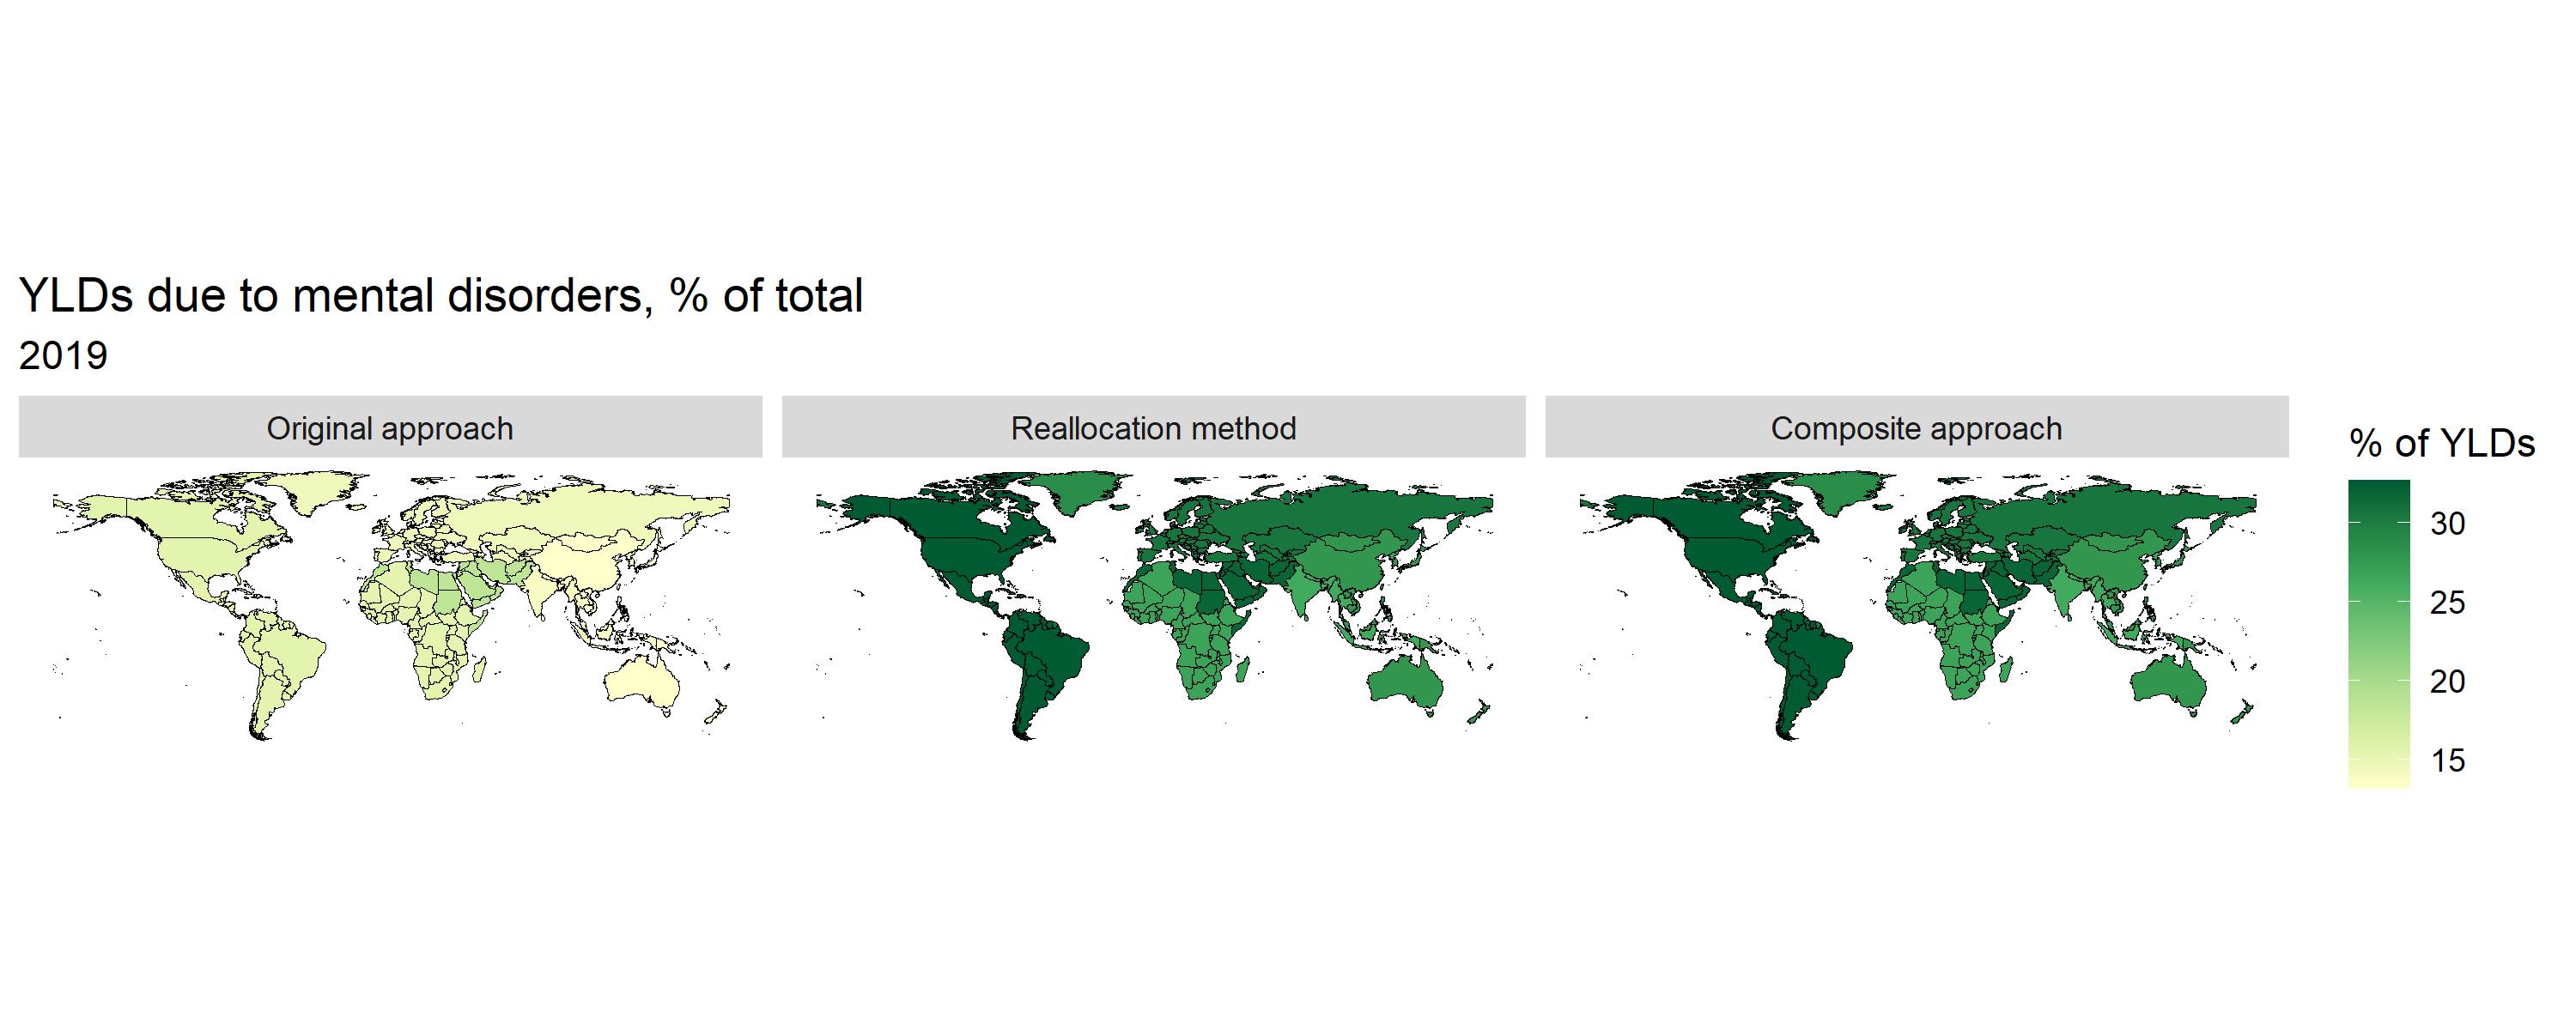 YLDs due to mental disorders, % of total
2019
Original approach
Reallocation method
Composite approach
% of YLDs
30
25
20
15